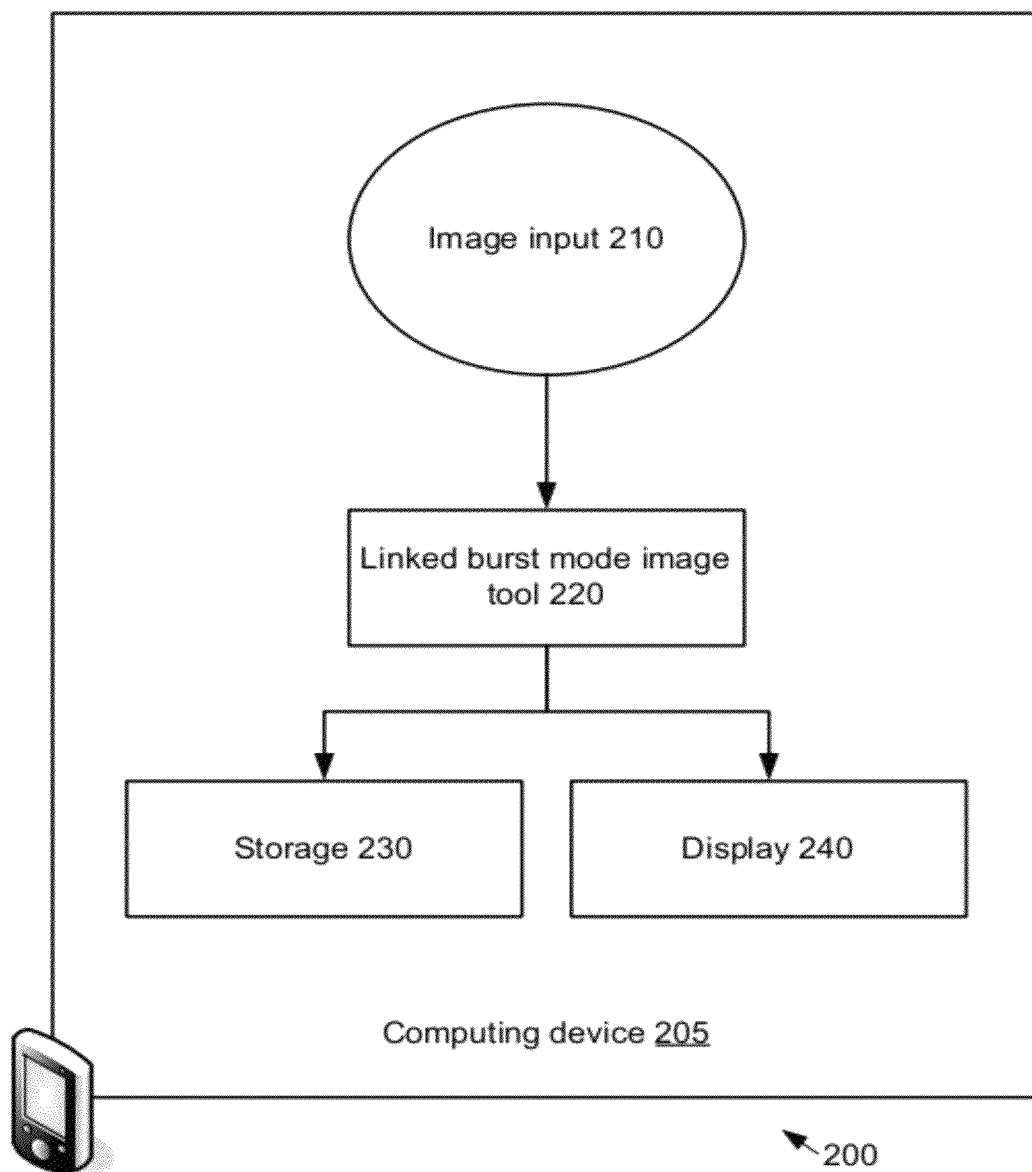 Image input 210
Linked burst mode image
tool 220
Storage 230
Display 240
Computing device 205
200